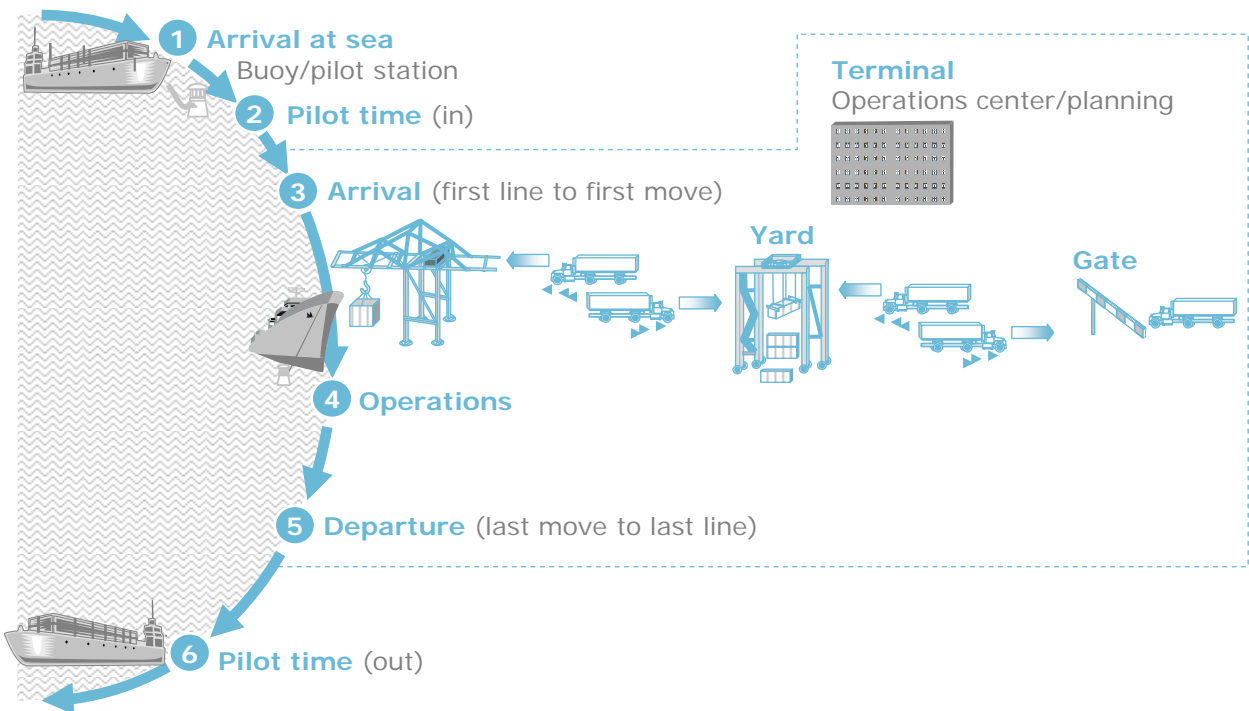 1 Arrival at sea
Buoy/pilot station
2 Pilot time (in)
Terminal
Operations center/planning
3 Arrival (first line to first move)
Yard
Gate
4 Operations
5 Departure (last move to last line)
6 Pilot time (out)